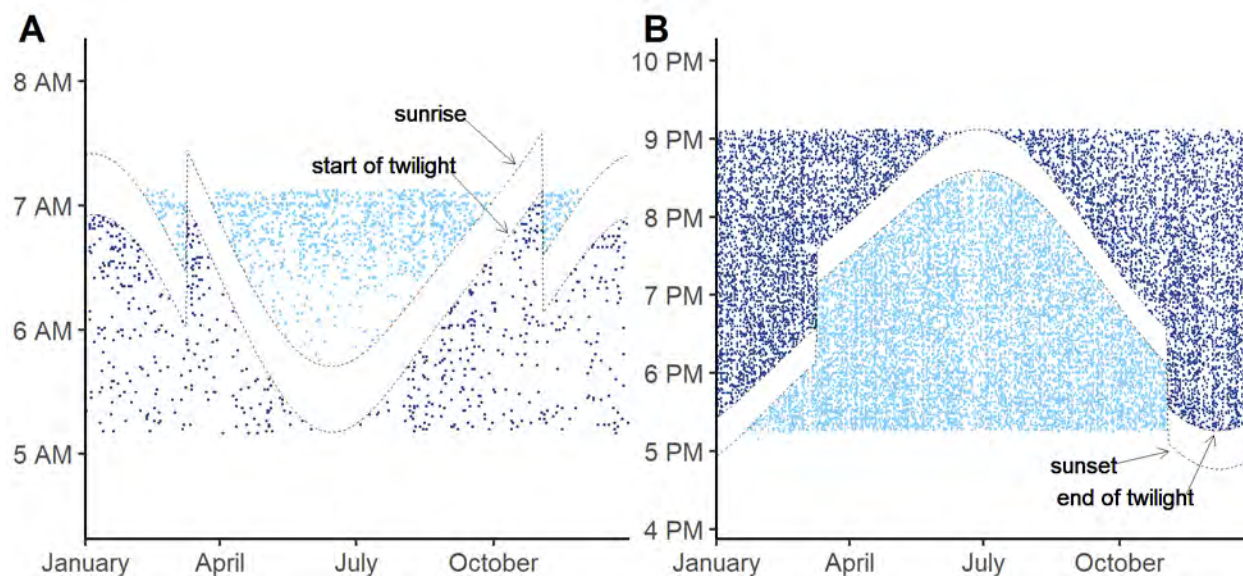 A
8 AM
7 AM
6 AM
5 AM
sunrise
start of twilight
January
April
July
October
B
10 PM
9 PM
8 PM
7 PM
6 PM
5 PM
4 PM
sunset
end of twilight
January
April
July
October